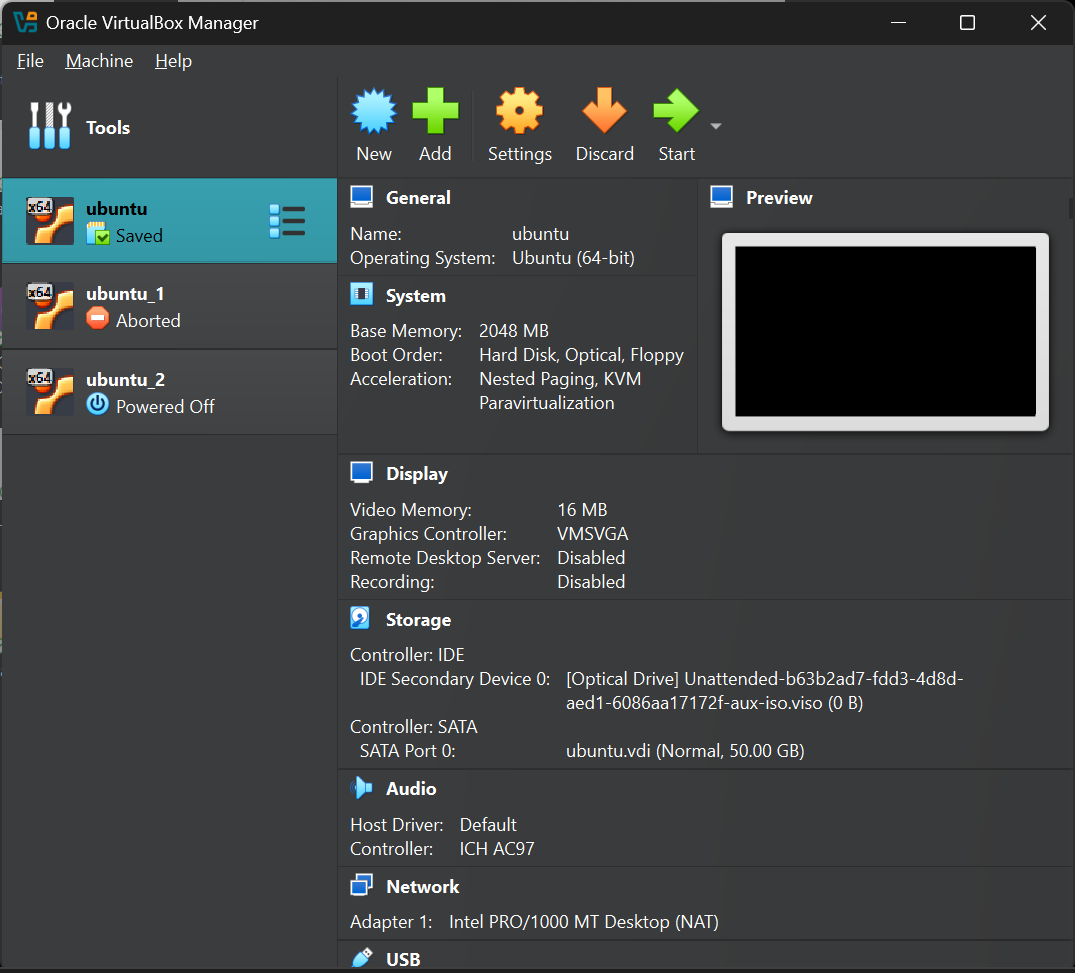 Oracle VirtualBox Manager
File Machine Help
Tools
New Add Settings Discard Start
x64 ubuntu
Saved
x64 ubuntu_1
Aborted
x64 ubuntu_2
Powered Off
General
Name: ubuntu
Operating System: Ubuntu (64-bit)
System
Base Memory: 2048 MB
Boot Order: Hard Disk, Optical, Floppy
Acceleration: Nested Paging, KVM
Paravirtualization
Preview
Display
Video Memory: 16 MB
Graphics Controller: VMSVGA
Remote Desktop Server: Disabled
Recording: Disabled
Storage
Controller: IDE
IDE Secondary Device 0: [Optical Drive] Unattended-b63b2ad7-fdd3-4d8d-
aed1-6086aa17172f-aux-iso.viso (0 B)
Controller: SATA
SATA Port 0: ubuntu.vdi (Normal, 50.00 GB)
Audio
Host Driver: Default
Controller: ICH AC97
Network
Adapter 1: Intel PRO/1000 MT Desktop (NAT)
USB